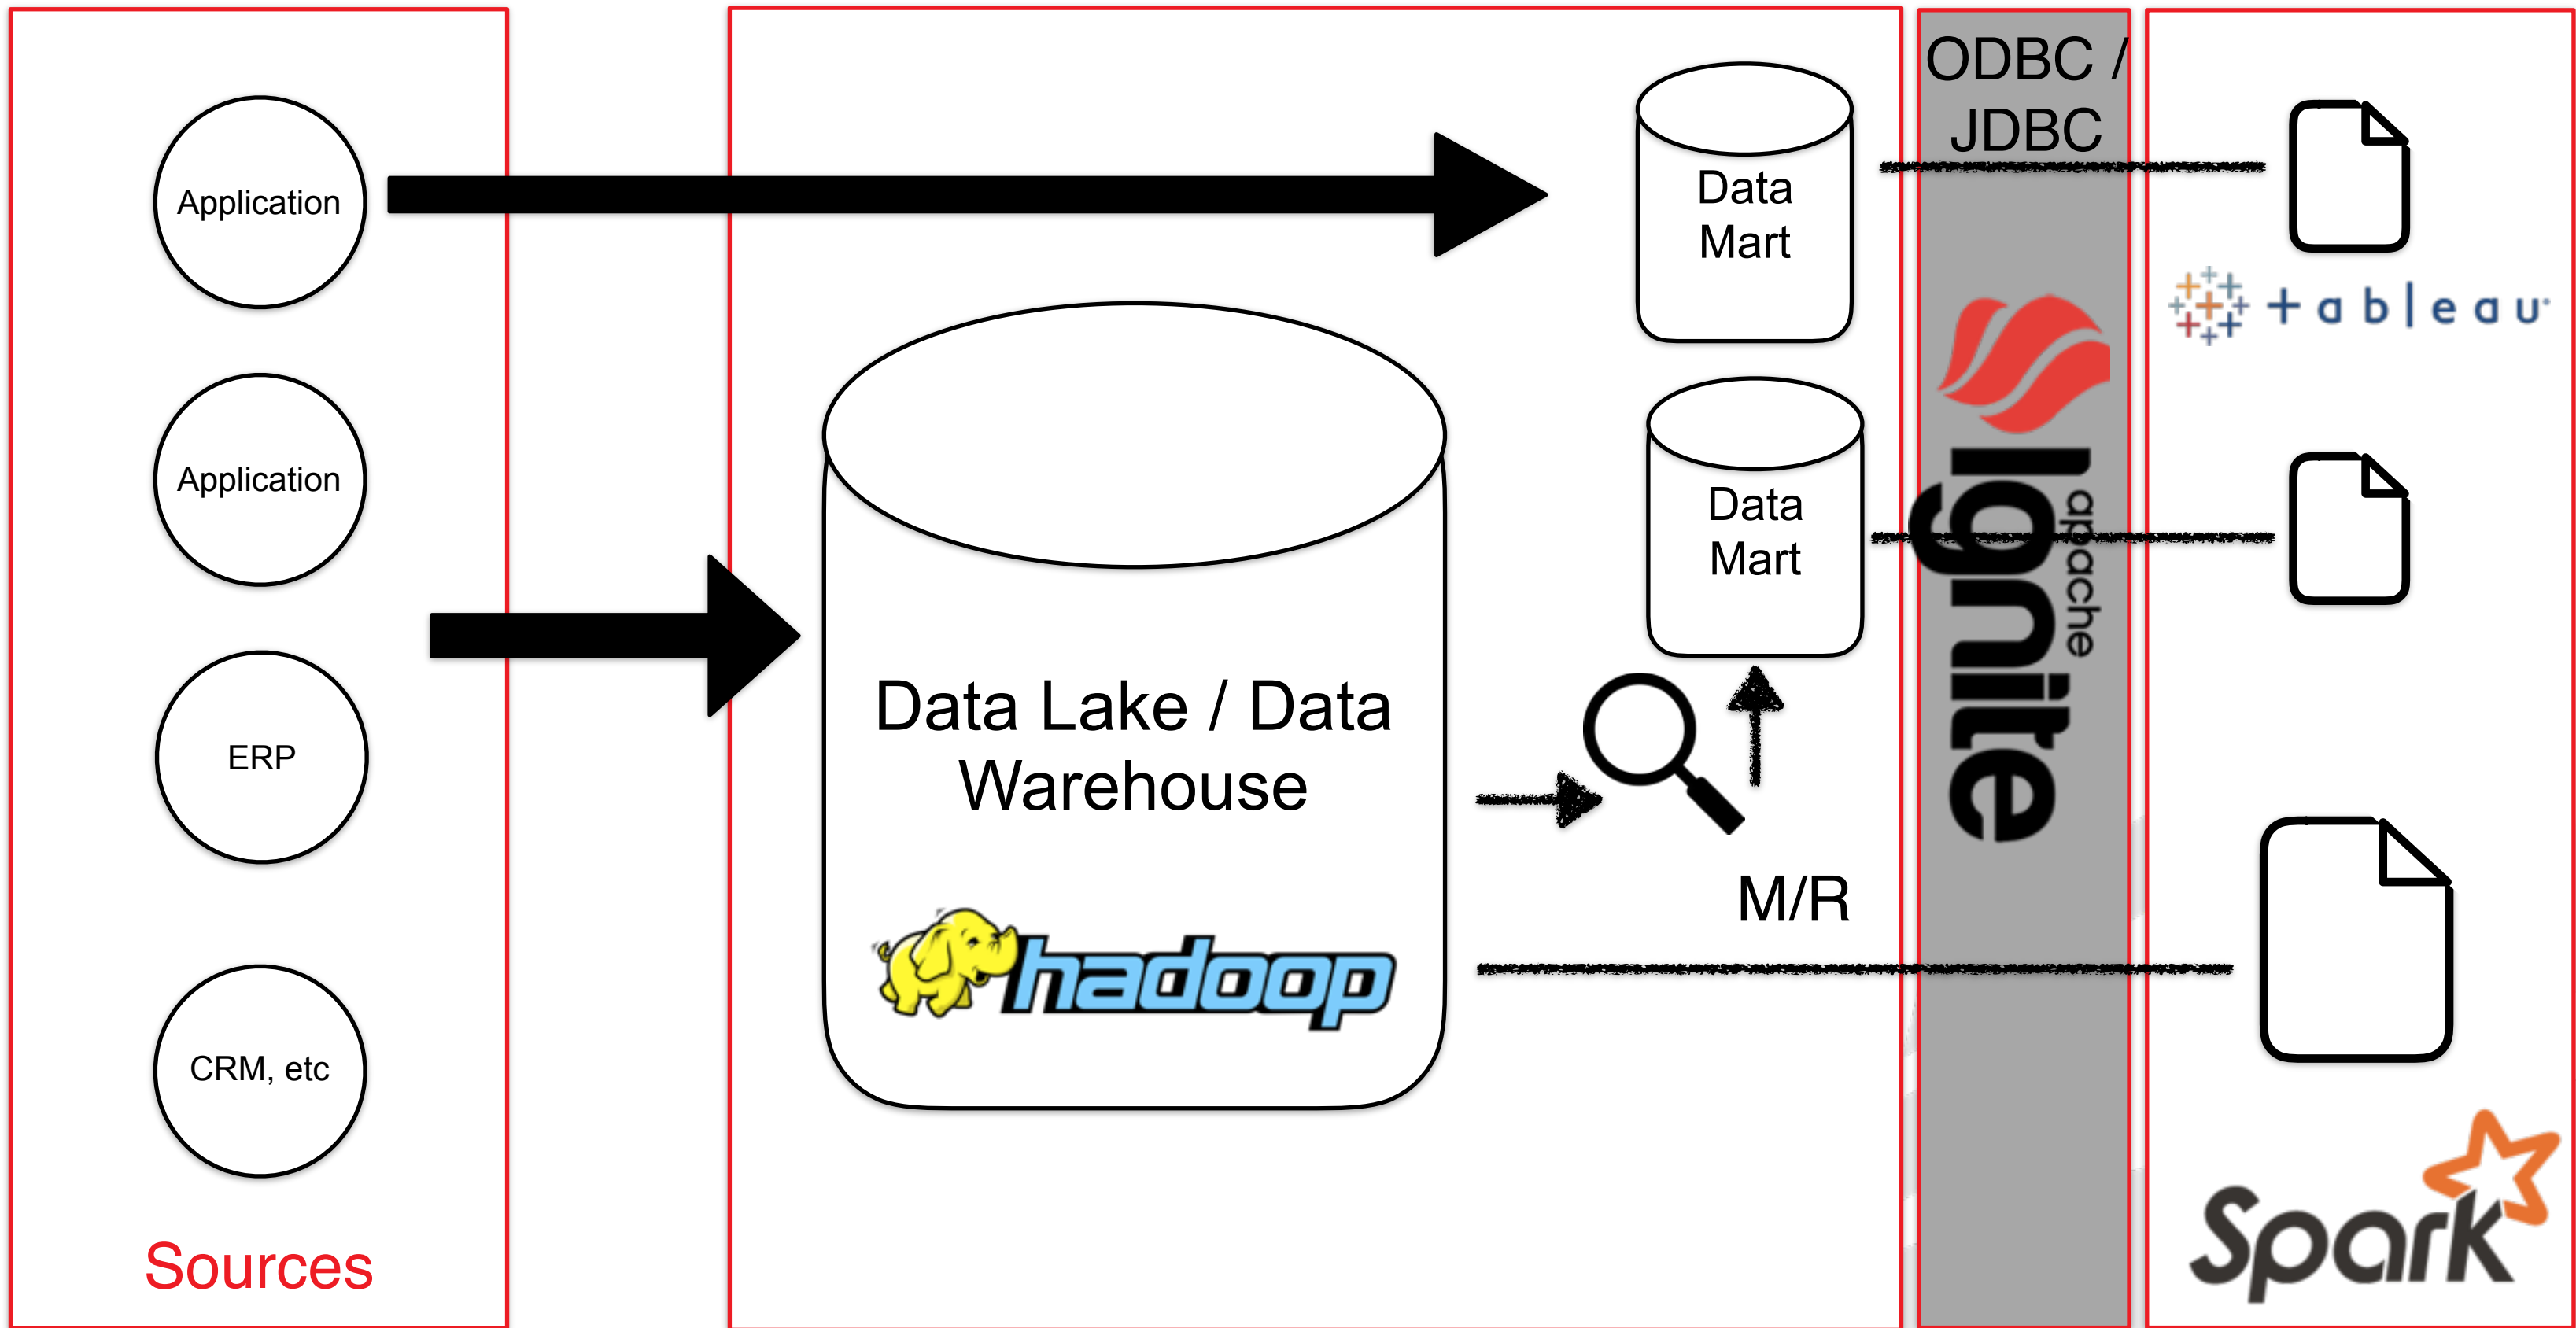 Application
Application
ERP
CRM, etc
Sources
Data Lake / Data
Warehouse
hadoop
Data
Mart
Data
Mart
M/R
ODBC /
JDBC
apache
Ignite
+ableau
Spark